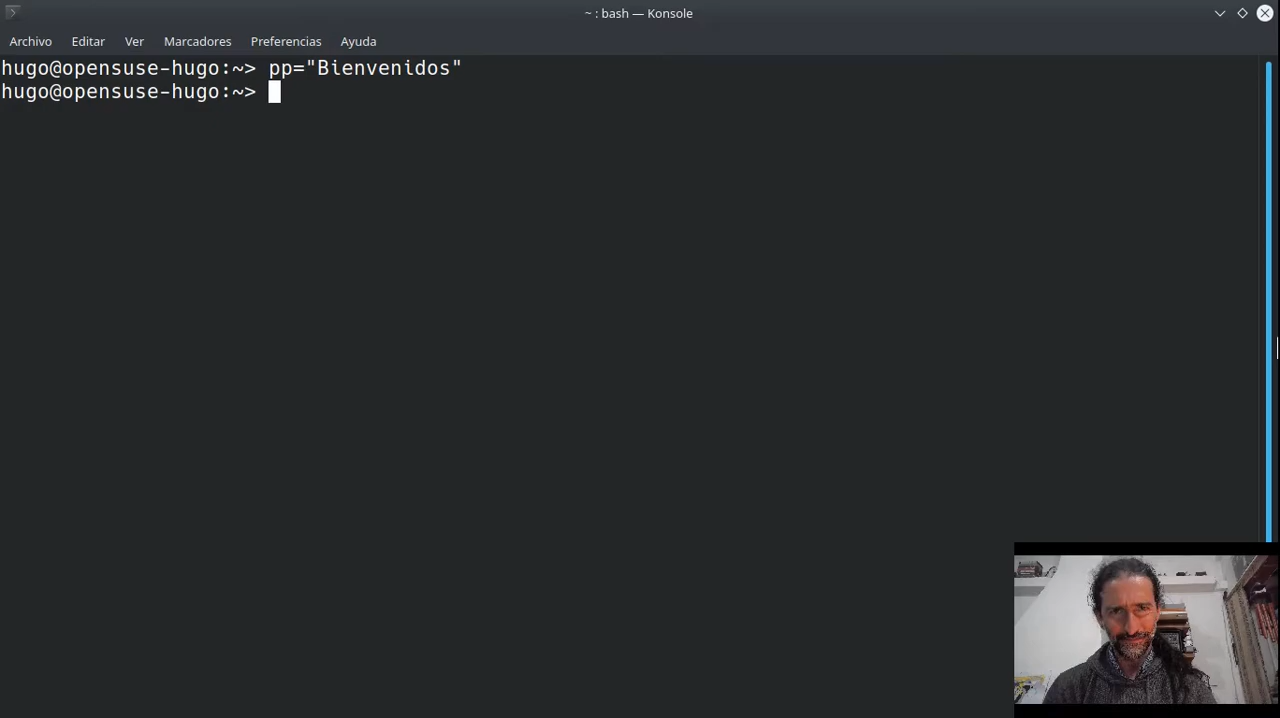 ~ : bash — Konsole
Archivo Editar Ver Marcadores Preferencias Ayuda
hugo@opensuse-hugo:~> pp="Bienvenidos"
hugo@opensuse-hugo:~>